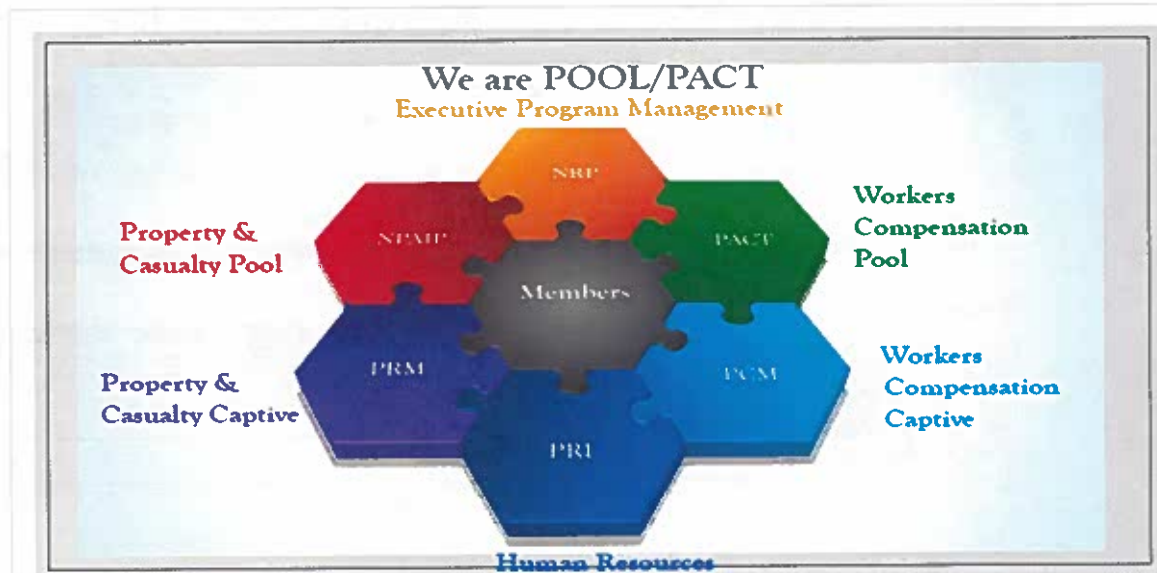 We are POOL/PACT
Executive Program Management
NRP
NPMP
PACT
Property &
Casualty Pool
Workers
Compensation
Pool
Members
PRM
PCM
Property &
Casualty Captive
Workers
Compensation
Captive
PRI
Human Resources